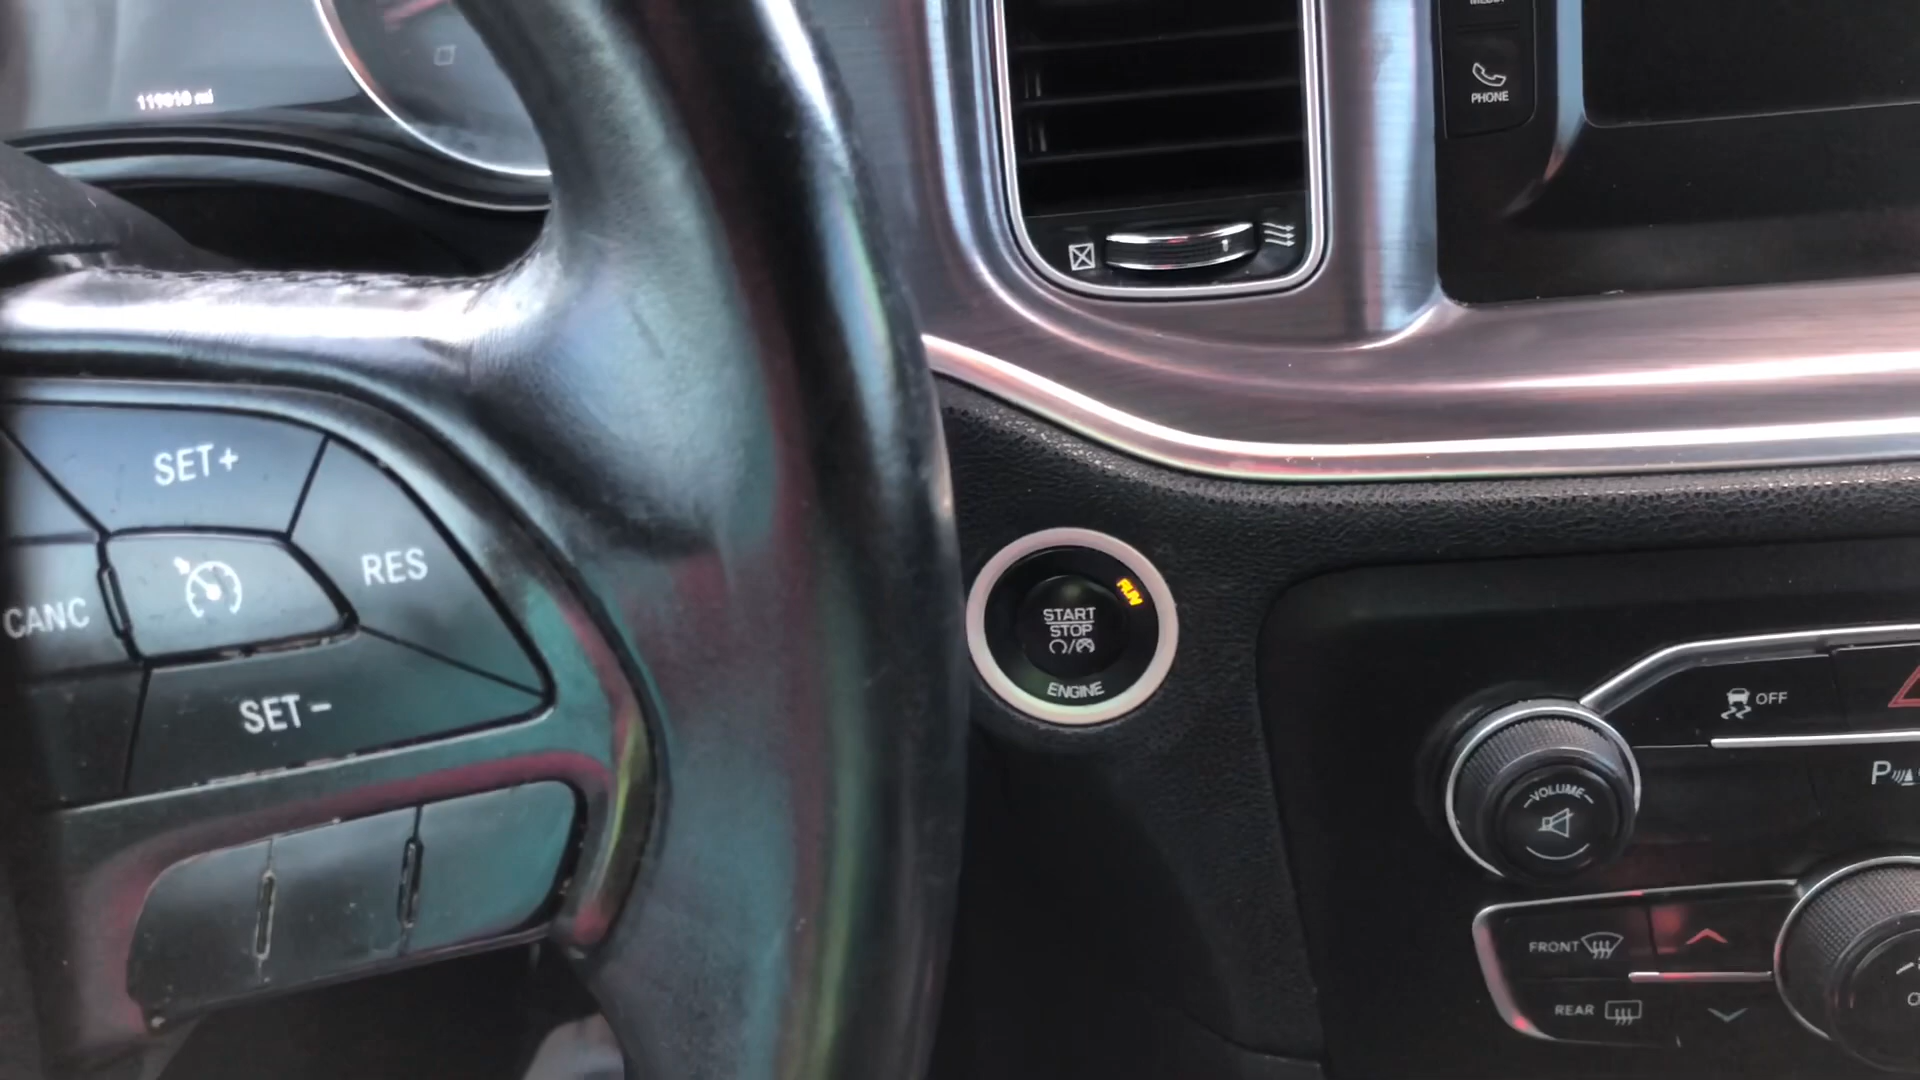 PHONE
SET+
RES
CANC
SET-
RUN
START
STOP
ENGINE
OFF
VOLUME
P
FRONT
REAR